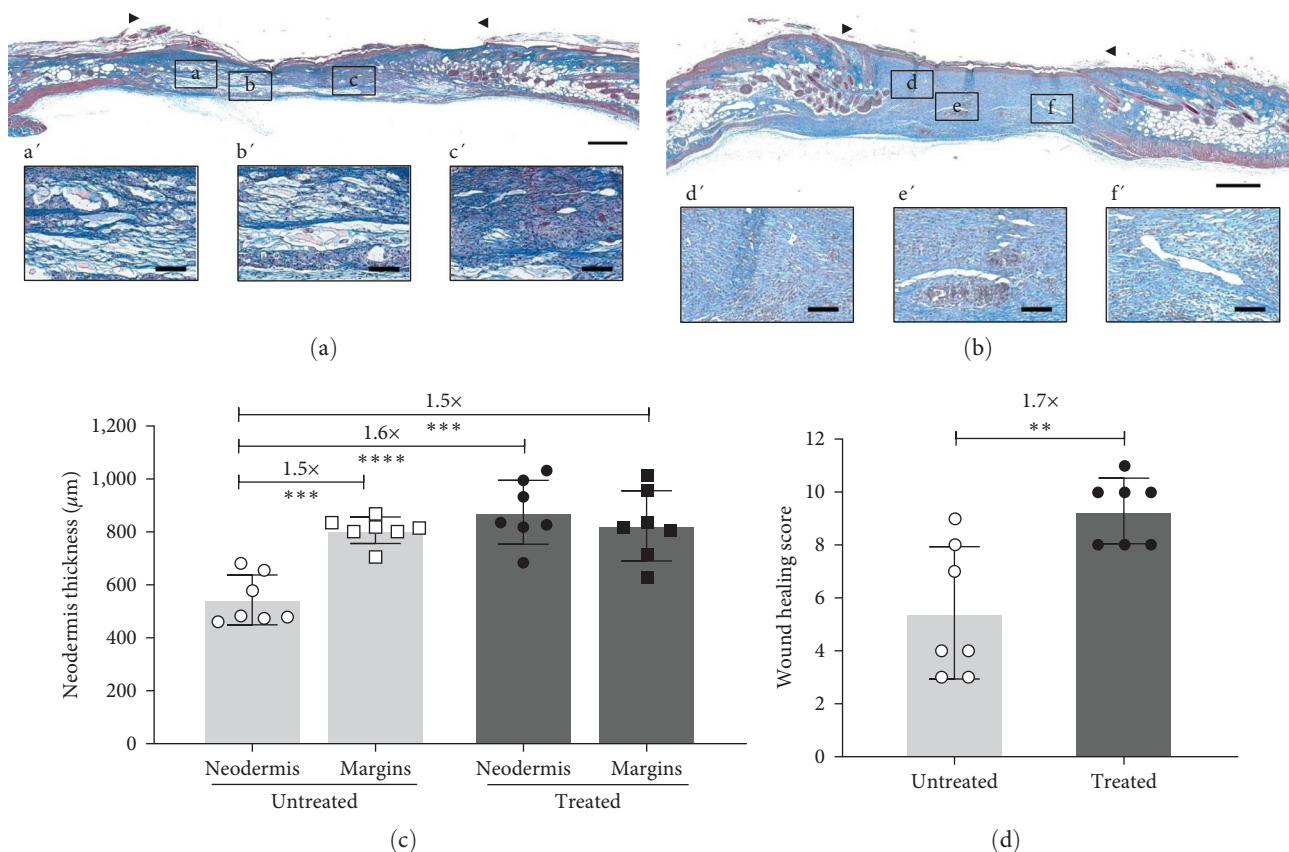 a
b
c
d
e
f
a´
b´
c´
d´
e´
f´
(a)
(b)
1.5×
***
1.6×
****
1.5×
***
Neodermis thickness (μm)
1,200
1,000
800
600
400
200
0
Neodermis
Margins
Neodermis
Margins
Untreated
Treated
(c)
1.7×
**
Wound healing score
12
10
8
6
4
2
0
Untreated
Treated
(d)